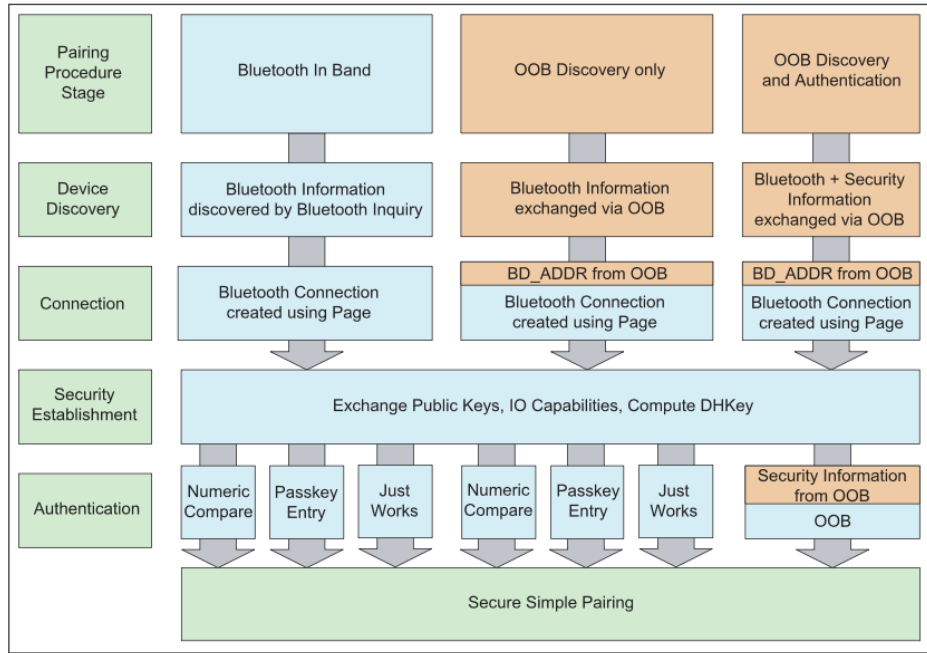 Pairing
Procedure
Stage
Bluetooth In Band
OOB Discovery only
OOB Discovery
and Authentication
Device
Discovery
Bluetooth Information
discovered by Bluetooth Inquiry
Bluetooth Information
exchanged via OOB
Bluetooth + Security
Information
exchanged via OOB
Connection
Bluetooth Connection
created using Page
BD_ADDR from OOB
Bluetooth Connection
created using Page
BD_ADDR from OOB
Bluetooth Connection
created using Page
Security
Establishment
Exchange Public Keys, IO Capabilities, Compute DHKey
Authentication
Numeric
Compare
Passkey
Entry
Just
Works
Numeric
Compare
Passkey
Entry
Just
Works
Security Information
from OOB
OOB
Secure Simple Pairing